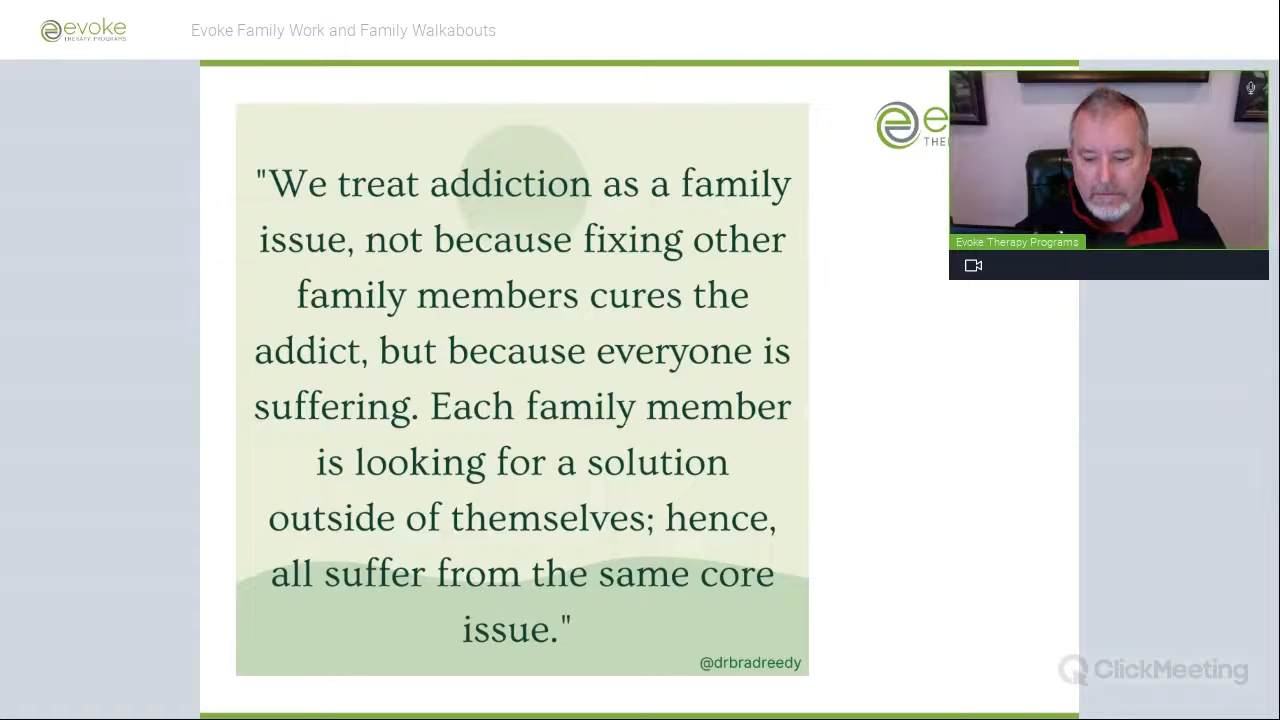 evoke
THERAPY PROGRAMS
Evoke Family Work and Family Walkabouts
"We treat addiction as a family
issue, not because fixing other
family members cures the
addict, but because everyone is
suffering. Each family member
is looking for a solution
outside of themselves; hence,
all suffer from the same core
issue."
@drbradreedy
e
THE
Evoke Therapy Programs
ClickMeeting